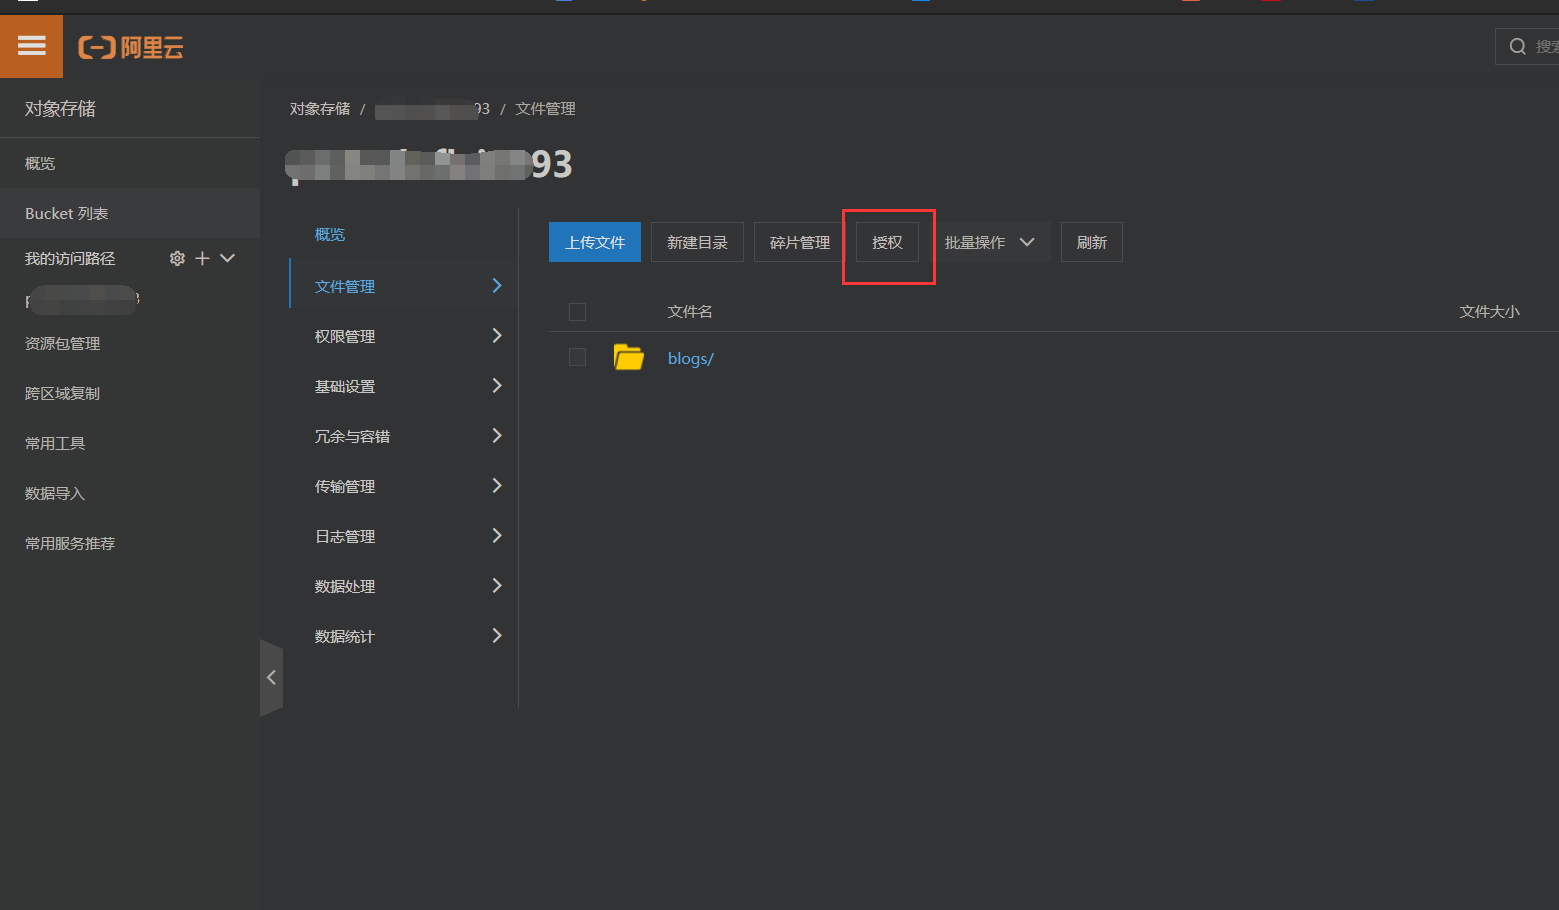 阿里云
搜索
对象存储
概览
Bucket 列表
我的访问路径
资源包管理
跨区域复制
常用工具
数据导入
常用服务推荐
对象存储 / 93 / 文件管理
93
概览
文件管理
权限管理
基础设置
冗余与容错
传输管理
日志管理
数据处理
数据统计
上传文件 新建目录 碎片管理 授权 批量操作 刷新
文件名 文件大小
blogs/